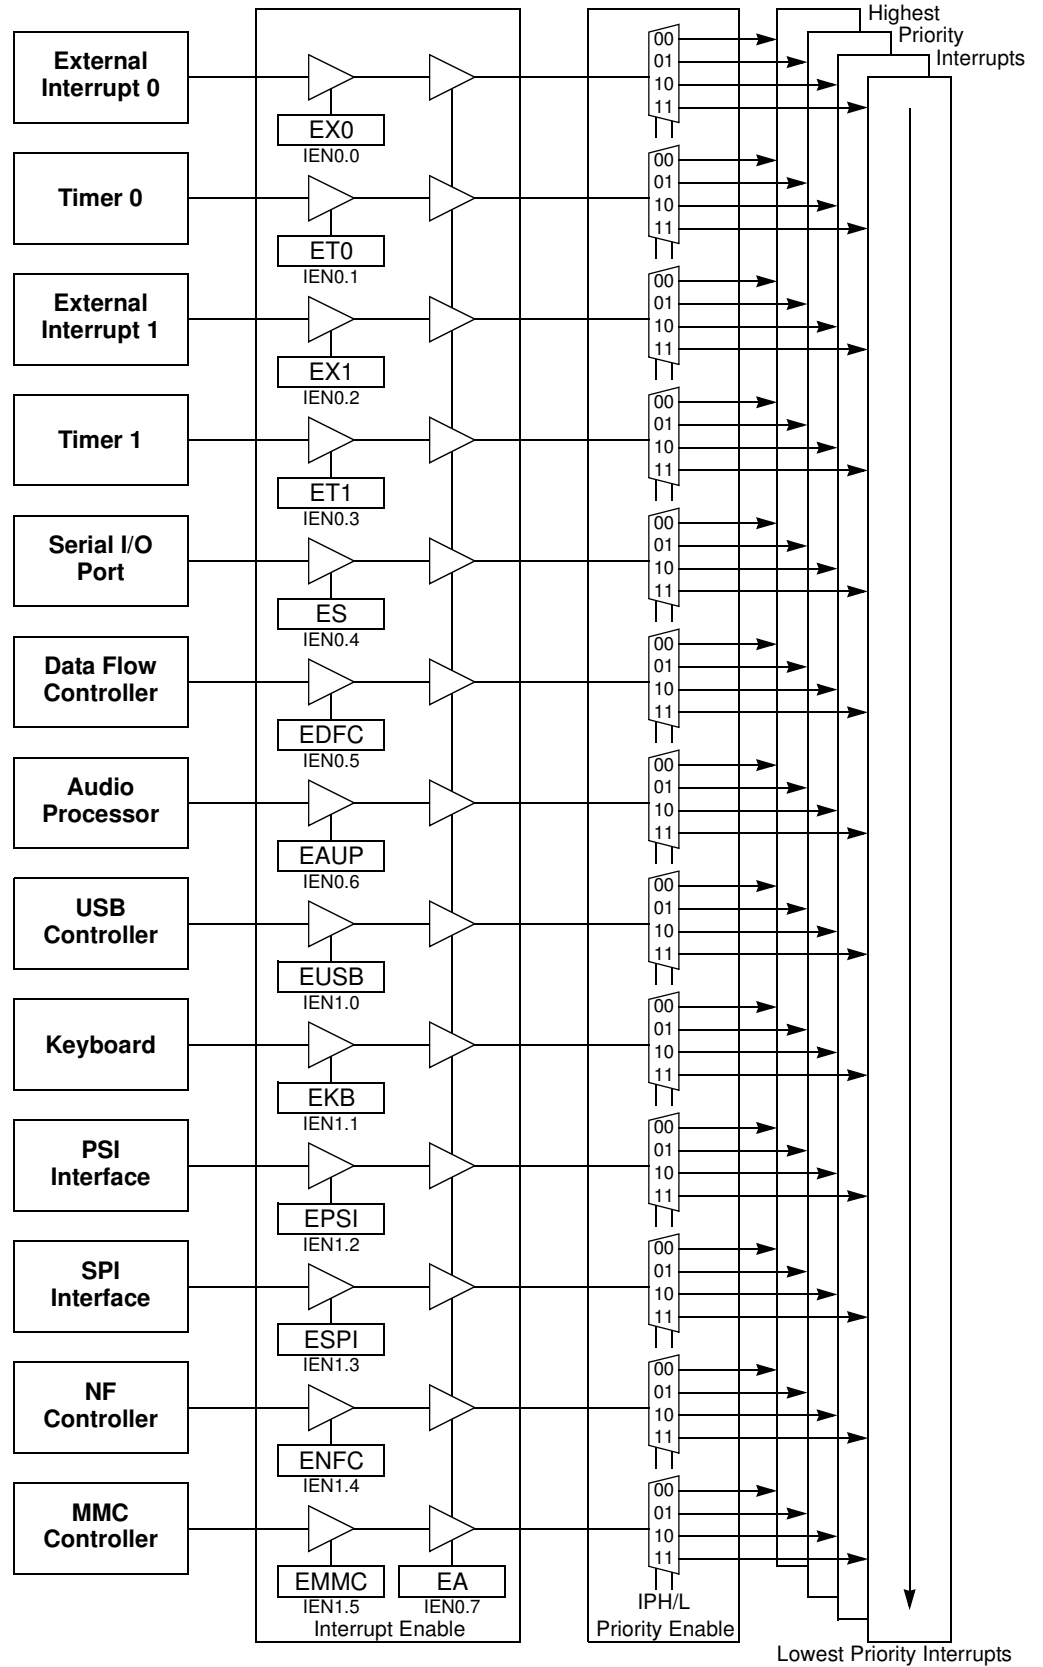 Highest
Priority
Interrupts
External
Interrupt 0
EX0
IEN0.0
00
01
10
11
Timer 0
ET0
IEN0.1
00
01
10
11
External
Interrupt 1
EX1
IEN0.2
00
01
10
11
Timer 1
ET1
IEN0.3
00
01
10
11
Serial I/O
Port
ES
IEN0.4
00
01
10
11
Data Flow
Controller
EDFC
IEN0.5
00
01
10
11
Audio
Processor
EAUP
IEN0.6
00
01
10
11
USB
Controller
EUSB
IEN1.0
00
01
10
11
Keyboard
EKB
IEN1.1
00
01
10
11
PSI
Interface
EPSI
IEN1.2
00
01
10
11
SPI
Interface
ESPI
IEN1.3
00
01
10
11
NF
Controller
ENFC
IEN1.4
00
01
10
11
MMC
Controller
EMMC
IEN1.5
EA
IEN0.7
00
01
10
11
IPH/L
Interrupt Enable
Priority Enable
Lowest Priority Interrupts